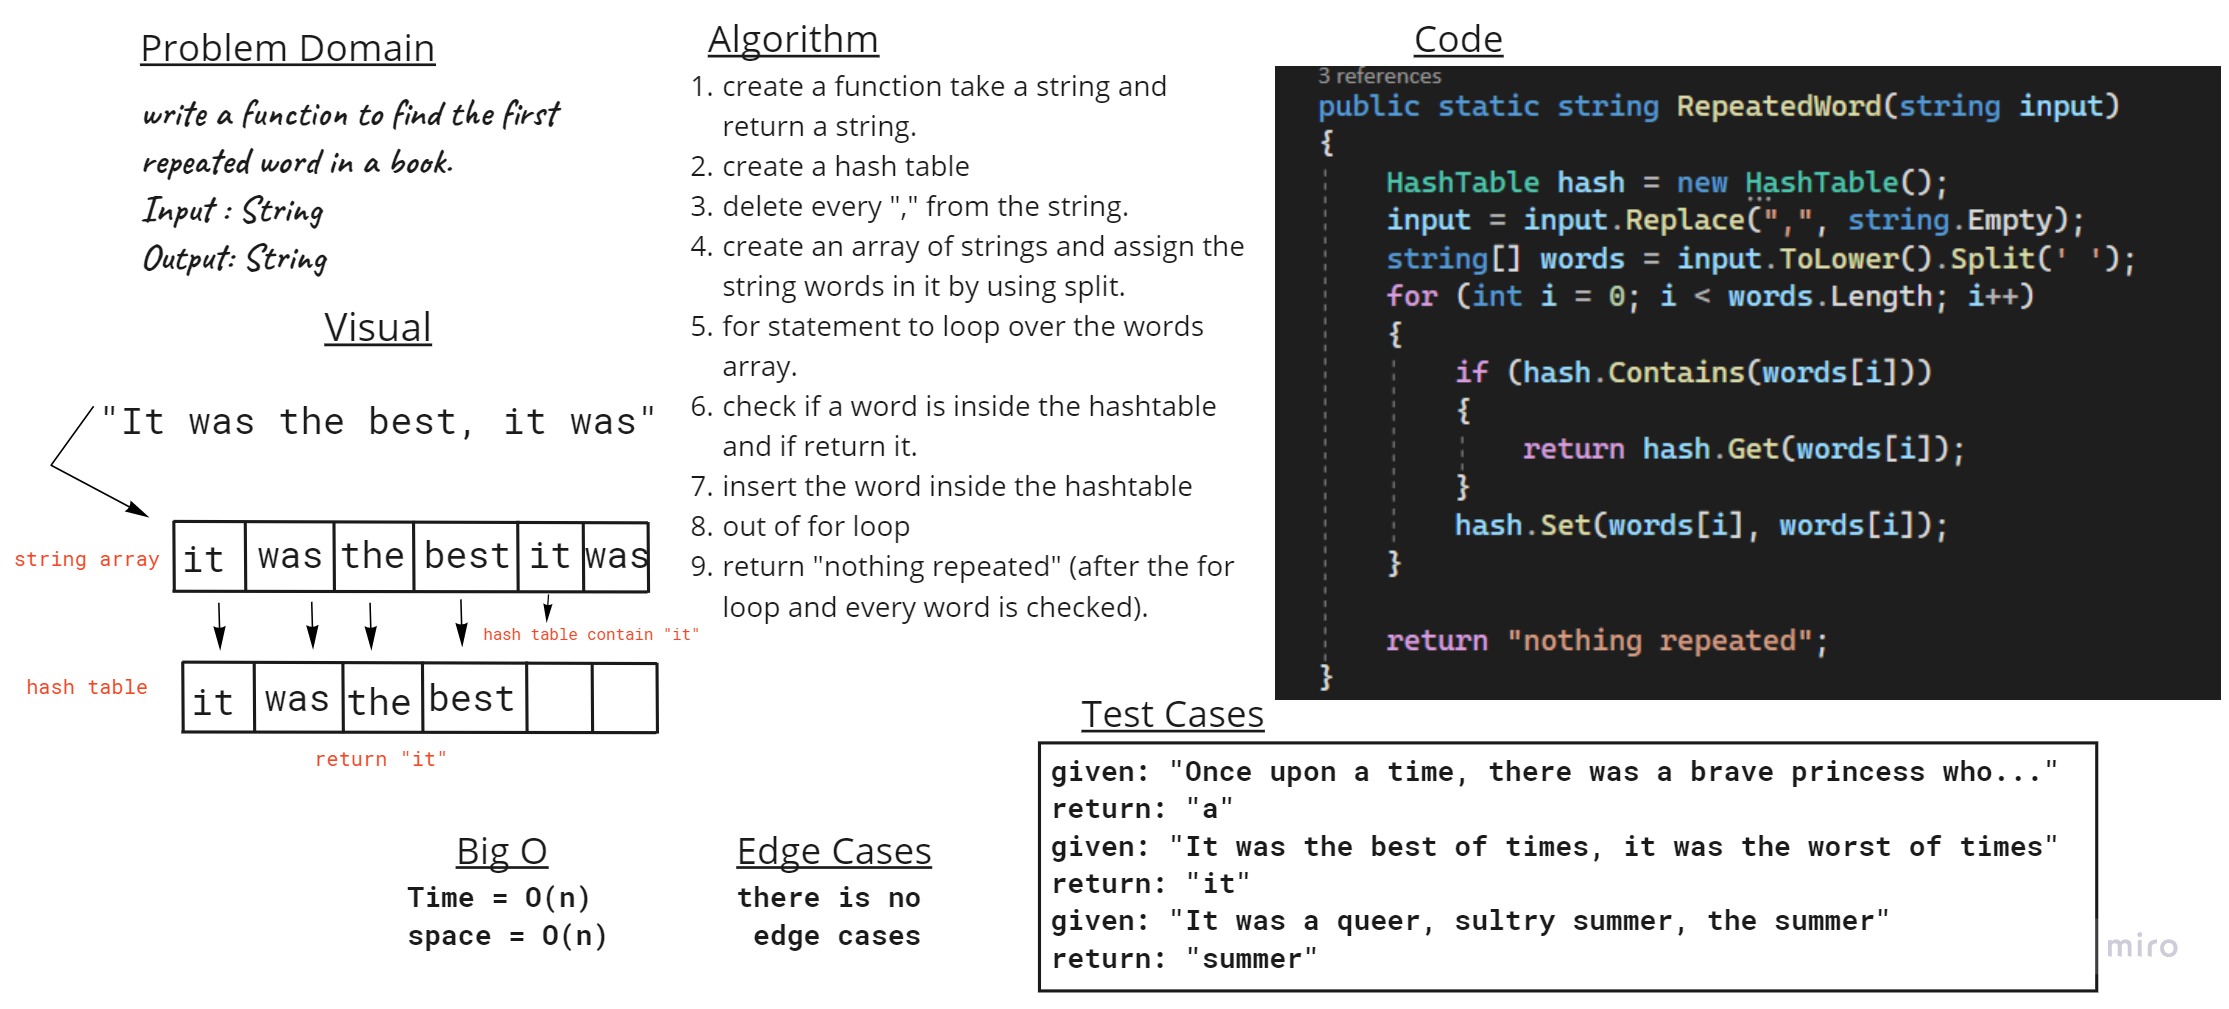 Problem Domain
write a function to find the first
repeated word in a book.
Input : String
Output: String
Visual
"It was the best, it was"
string array
it was the best it was
hash table contain "it"
hash table
it was the best
return "it"
Big O
Time = O(n)
space = O(n)
Algorithm
1. create a function take a string and
return a string.
2. create a hash table
3. delete every "," from the string.
4. create an array of strings and assign the
string words in it by using split.
5. for statement to loop over the words
array.
6. check if a word is inside the hashtable
and if return it.
7. insert the word inside the hashtable
8. out of for loop
9. return "nothing repeated" (after the for
loop and every word is checked).
Edge Cases
there is no
edge cases
Code
3 references
public static string RepeatedWord(string input)
{
HashTable hash = new HashTable();
input = input.Replace(",", string.Empty);
string[] words = input.ToLower().Split(' ');
for (int i = 0; i < words.Length; i++)
{
if (hash.Contains(words[i]))
{
return hash.Get(words[i]);
}
hash.Set(words[i], words[i]);
}
return "nothing repeated";
}
Test Cases
given: "Once upon a time, there was a brave princess who..."
return: "a"
given: "It was the best of times, it was the worst of times"
return: "it"
given: "It was a queer, sultry summer, the summer"
return: "summer"
miro